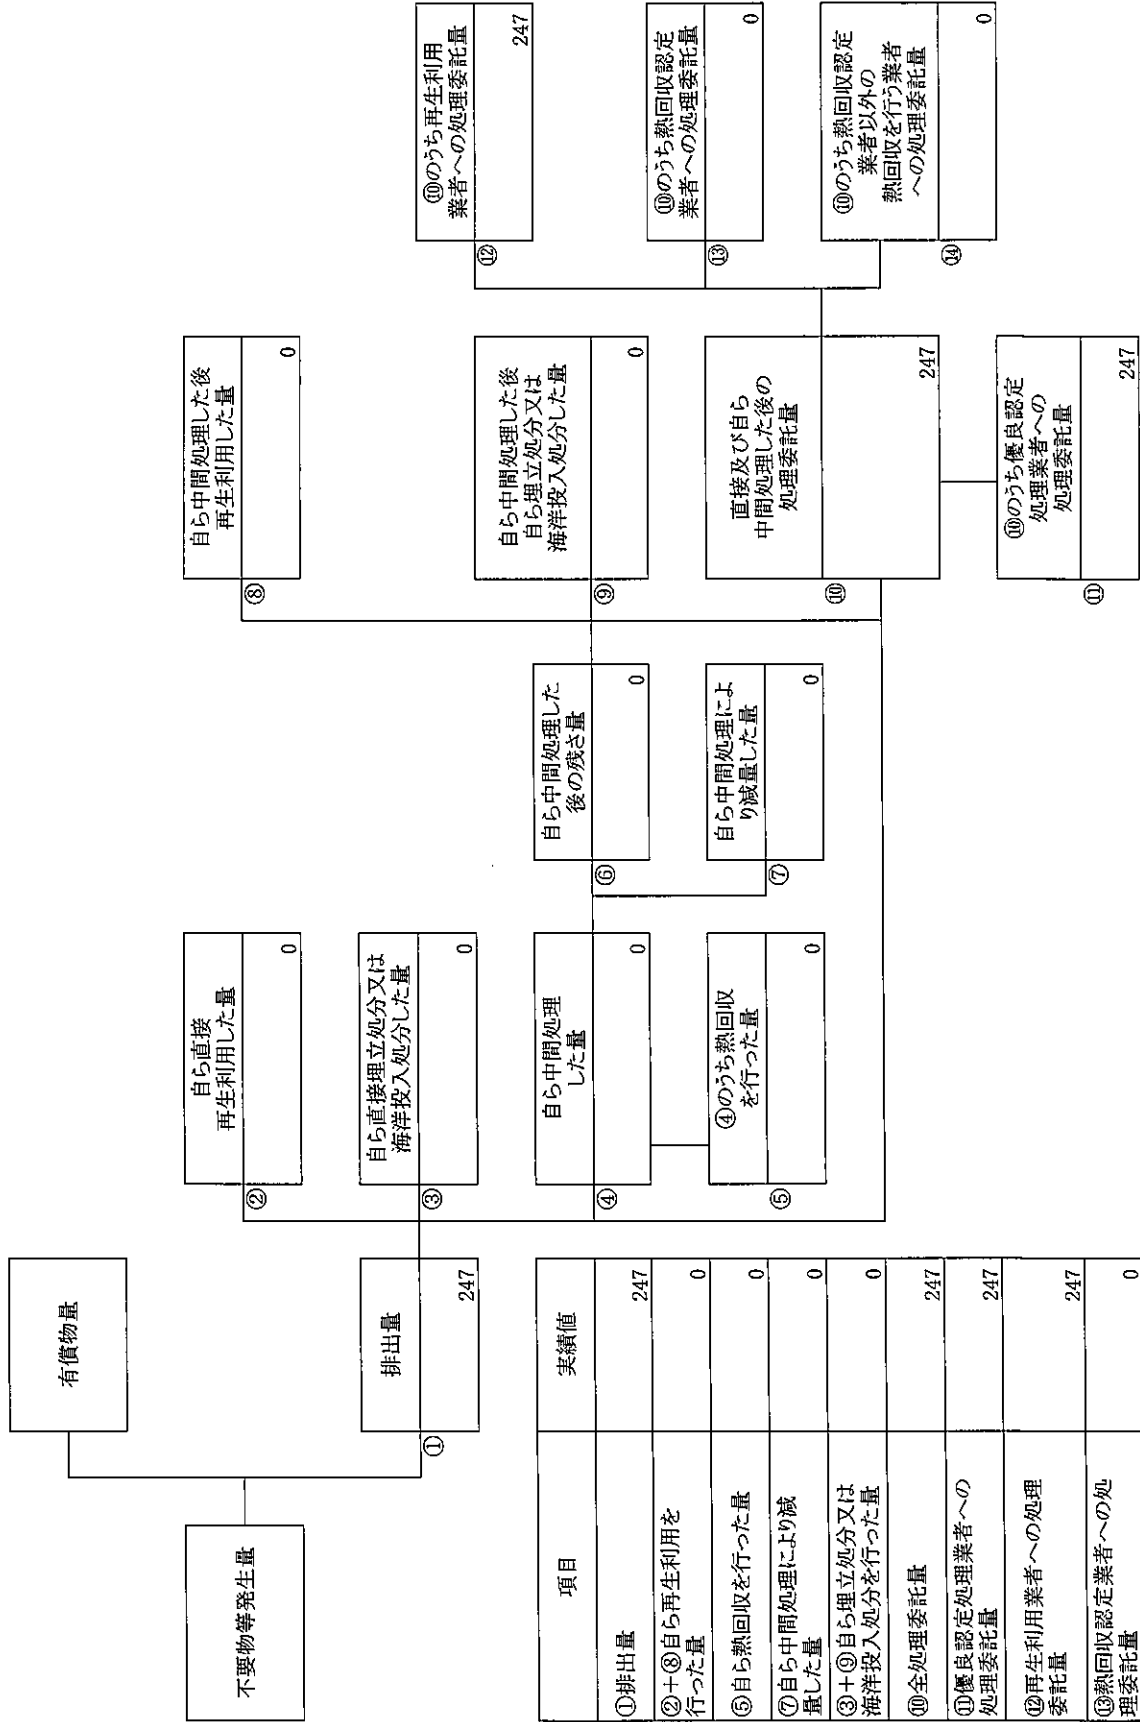 有償物量
不要物等発生量
排出量
①
247
自ら直接
再生利用した量
②
0
自ら直接埋立処分又は
海洋投入処分した量
③
0
自ら中間処理
した量
④
0
④のうち熱回収
を行った量
⑤
0
自ら中間処理した
後の残さ量
⑥
0
自ら中間処理によ
り減量した量
⑦
0
自ら中間処理した後
再生利用した量
⑧
0
自ら中間処理した後
自ら埋立処分又は
海洋投入処分した量
⑨
0
直接及び自ら
中間処理した後の
処理委託量
⑩
247
⑩のうち優良認定
処理業者への
処理委託量
⑪
247
⑩のうち再生利用
業者への処理委託量
⑫
247
⑩のうち熱回収認定
業者への処理委託量
⑬
0
⑩のうち熱回収認定
業者以外の
熱回収を行う業者
への処理委託量
⑭
0
項目 実績値
①排出量 247
②+⑧自ら再生利用を
行った量 0
⑤自ら熱回収を行った量 0
⑦自ら中間処理により減
量した量 0
③+⑨自ら埋立処分又は
海洋投入処分を行った量 0
⑩全処理委託量 247
⑪優良認定処理業者への
処理委託量 247
⑫再生利用業者への処理
委託量 247
⑬熱回収認定業者への処
理委託量 0